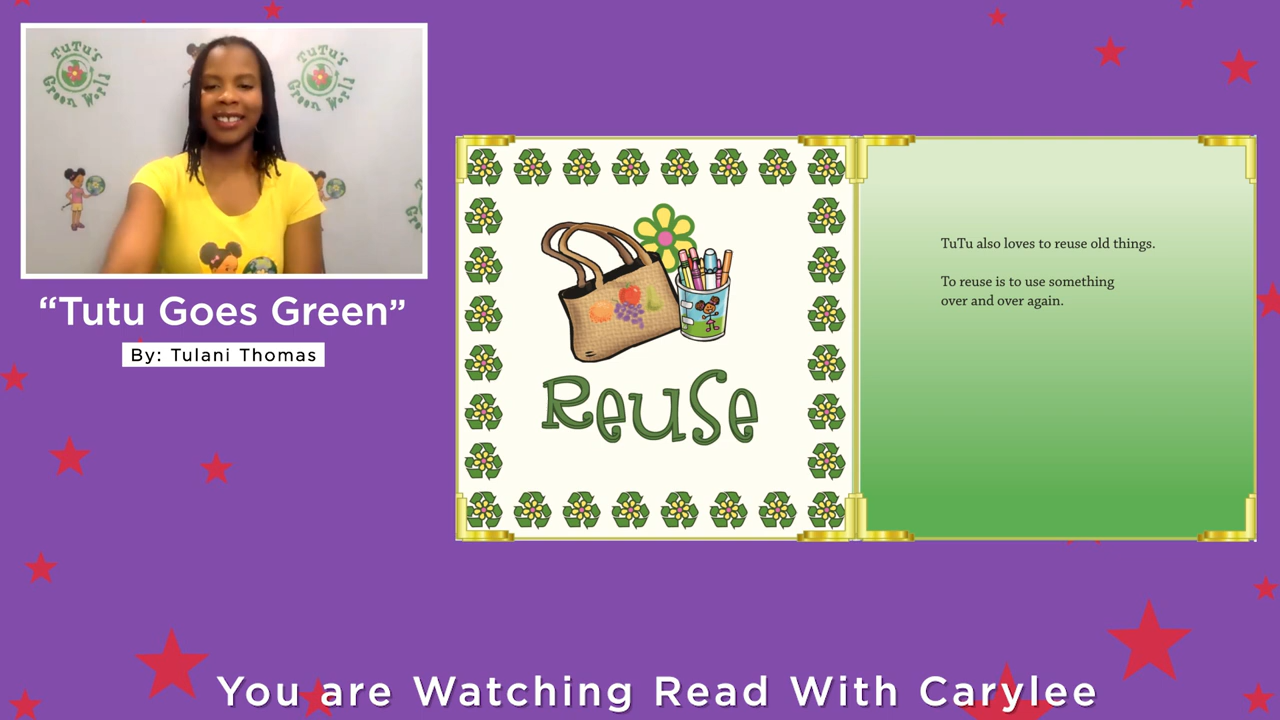 TuTu's
Green World
TuTu's
Green World
“Tutu Goes Green”
By: Tulani Thomas
Reuse
TuTu also loves to reuse old things.
To reuse is to use something
over and over again.
You are Watching Read With Carylee